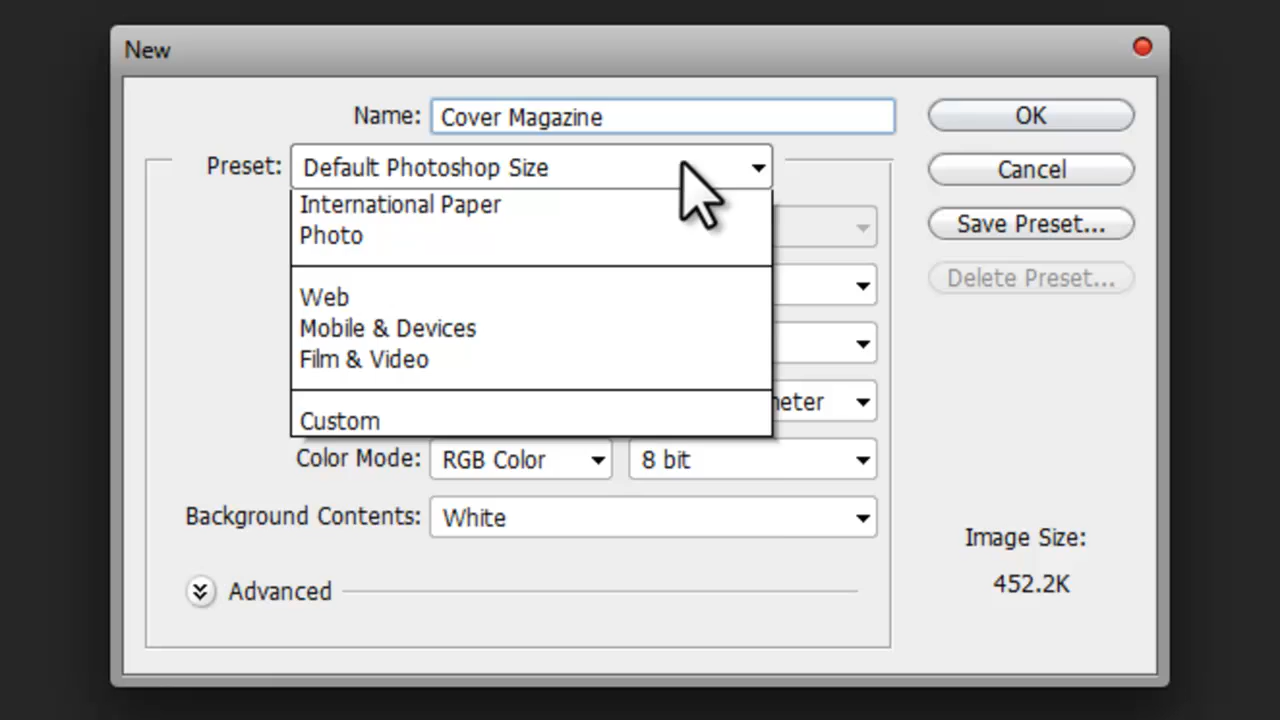 New
Name: Cover Magazine
OK
Preset: Default Photoshop Size
Cancel
International Paper
Photo
Save Preset...
Delete Preset...
Web
Mobile & Devices
Film & Video
Custom
Color Mode: RGB Color 8 bit
Background Contents: White
Image Size:
452.2K
Advanced